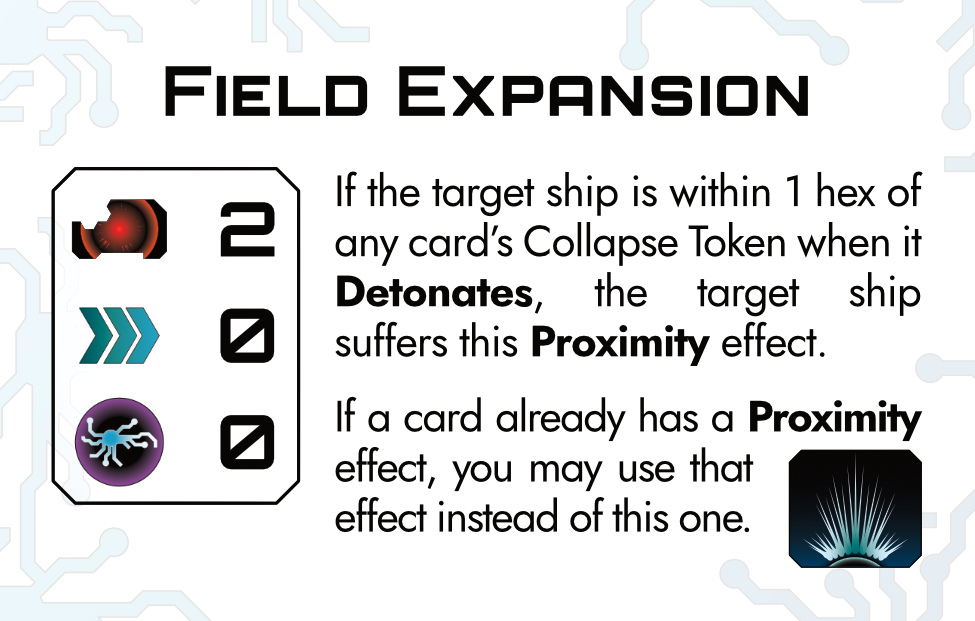 Field Expansion
2
0
0
If the target ship is within 1 hex of
any card's Collapse Token when it
Detonates, the target ship
suffers this Proximity effect.
If a card already has a Proximity
effect, you may use that
effect instead of this one.